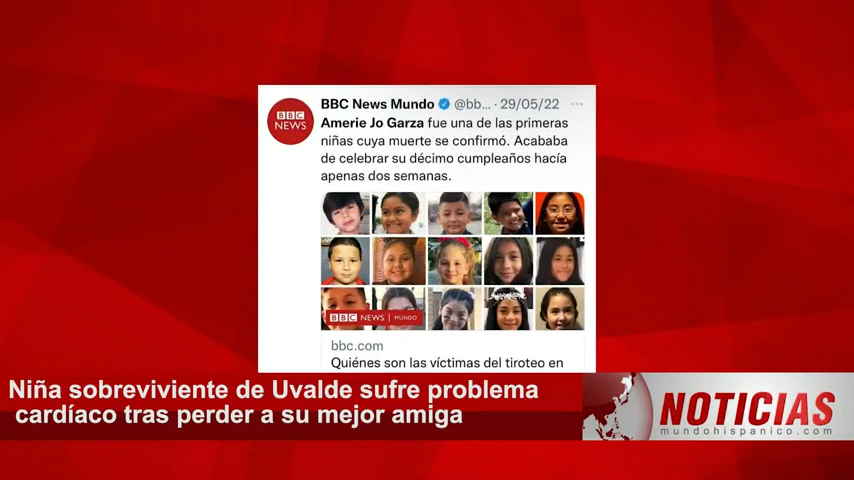 BBC News Mundo @bb... · 29/05/22 ...
BBC
NEWS
Amerie Jo Garza fue una de las primeras
niñas cuya muerte se confirmó. Acababa
de celebrar su décimo cumpleaños hacía
apenas dos semanas.
BBC NEWS | MUNDO
bbc.com
Quiénes son las víctimas del tiroteo en
Niña sobreviviente de Uvalde sufre problema
cardíaco tras perder a su mejor amiga
NOTICIAS
mundohispanico.com